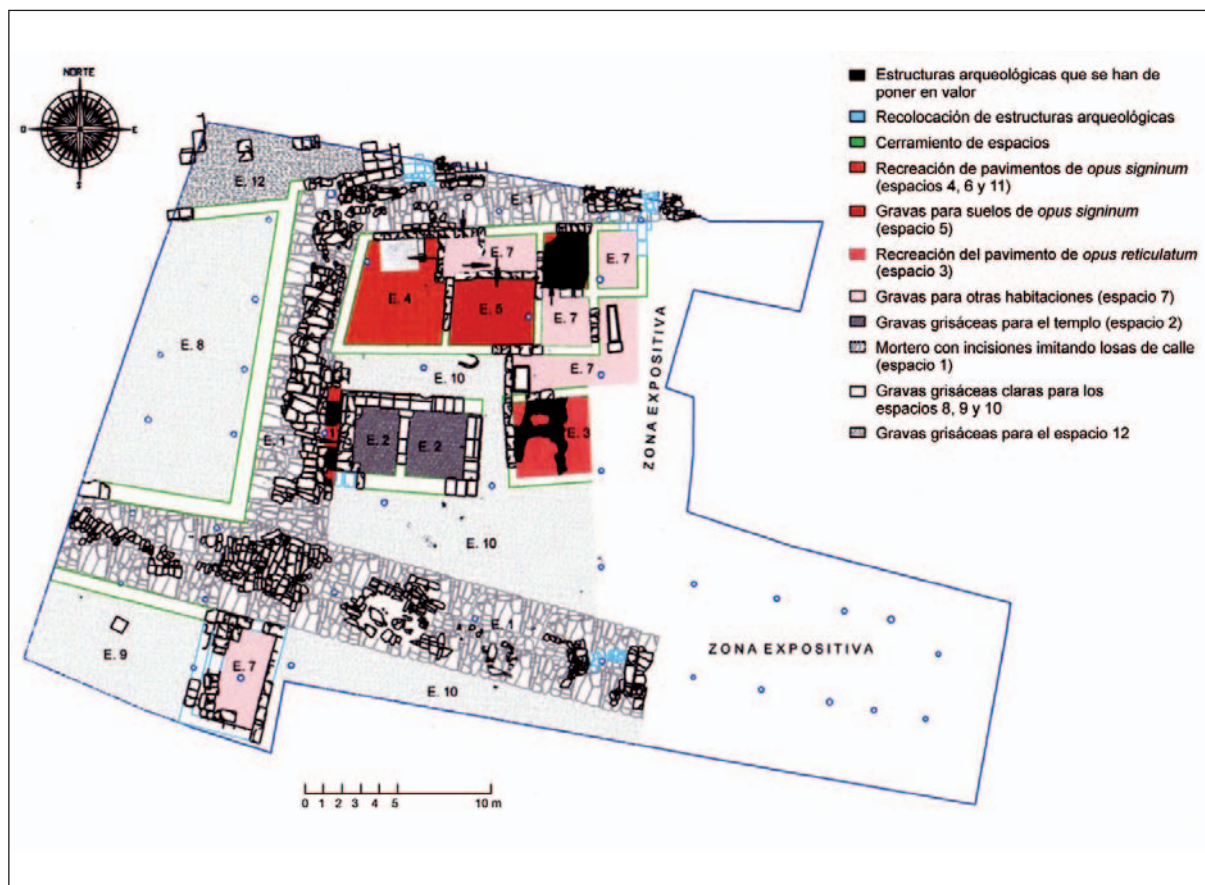 NORTE
O
E
S
Estructuras arqueológicas que se han de
poner en valor
Recolocación de estructuras arqueológicas
Cerramiento de espacios
Recreación de pavimentos de opus signinum
(espacios 4, 6 y 11)
Gravas para suelos de opus signinum
(espacio 5)
Recreación del pavimento de opus reticulatum
(espacio 3)
Gravas para otras habitaciones (espacio 7)
Gravas grisáceas para el templo (espacio 2)
Mortero con incisiones imitando losas de calle
(espacio 1)
Gravas grisáceas claras para los
espacios 8, 9 y 10
Gravas grisáceas para el espacio 12
E. 12
E. 1
E. 7
E. 7
E. 4
E. 5
E. 7
E. 8
E. 10
E. 7
ZONA EXPOSITIVA
E. 1
E. 2
E. 2
E. 3
E. 10
E. 1
ZONA EXPOSITIVA
E. 9
E. 7
E. 10
0 1 2 3 4 5 10 m